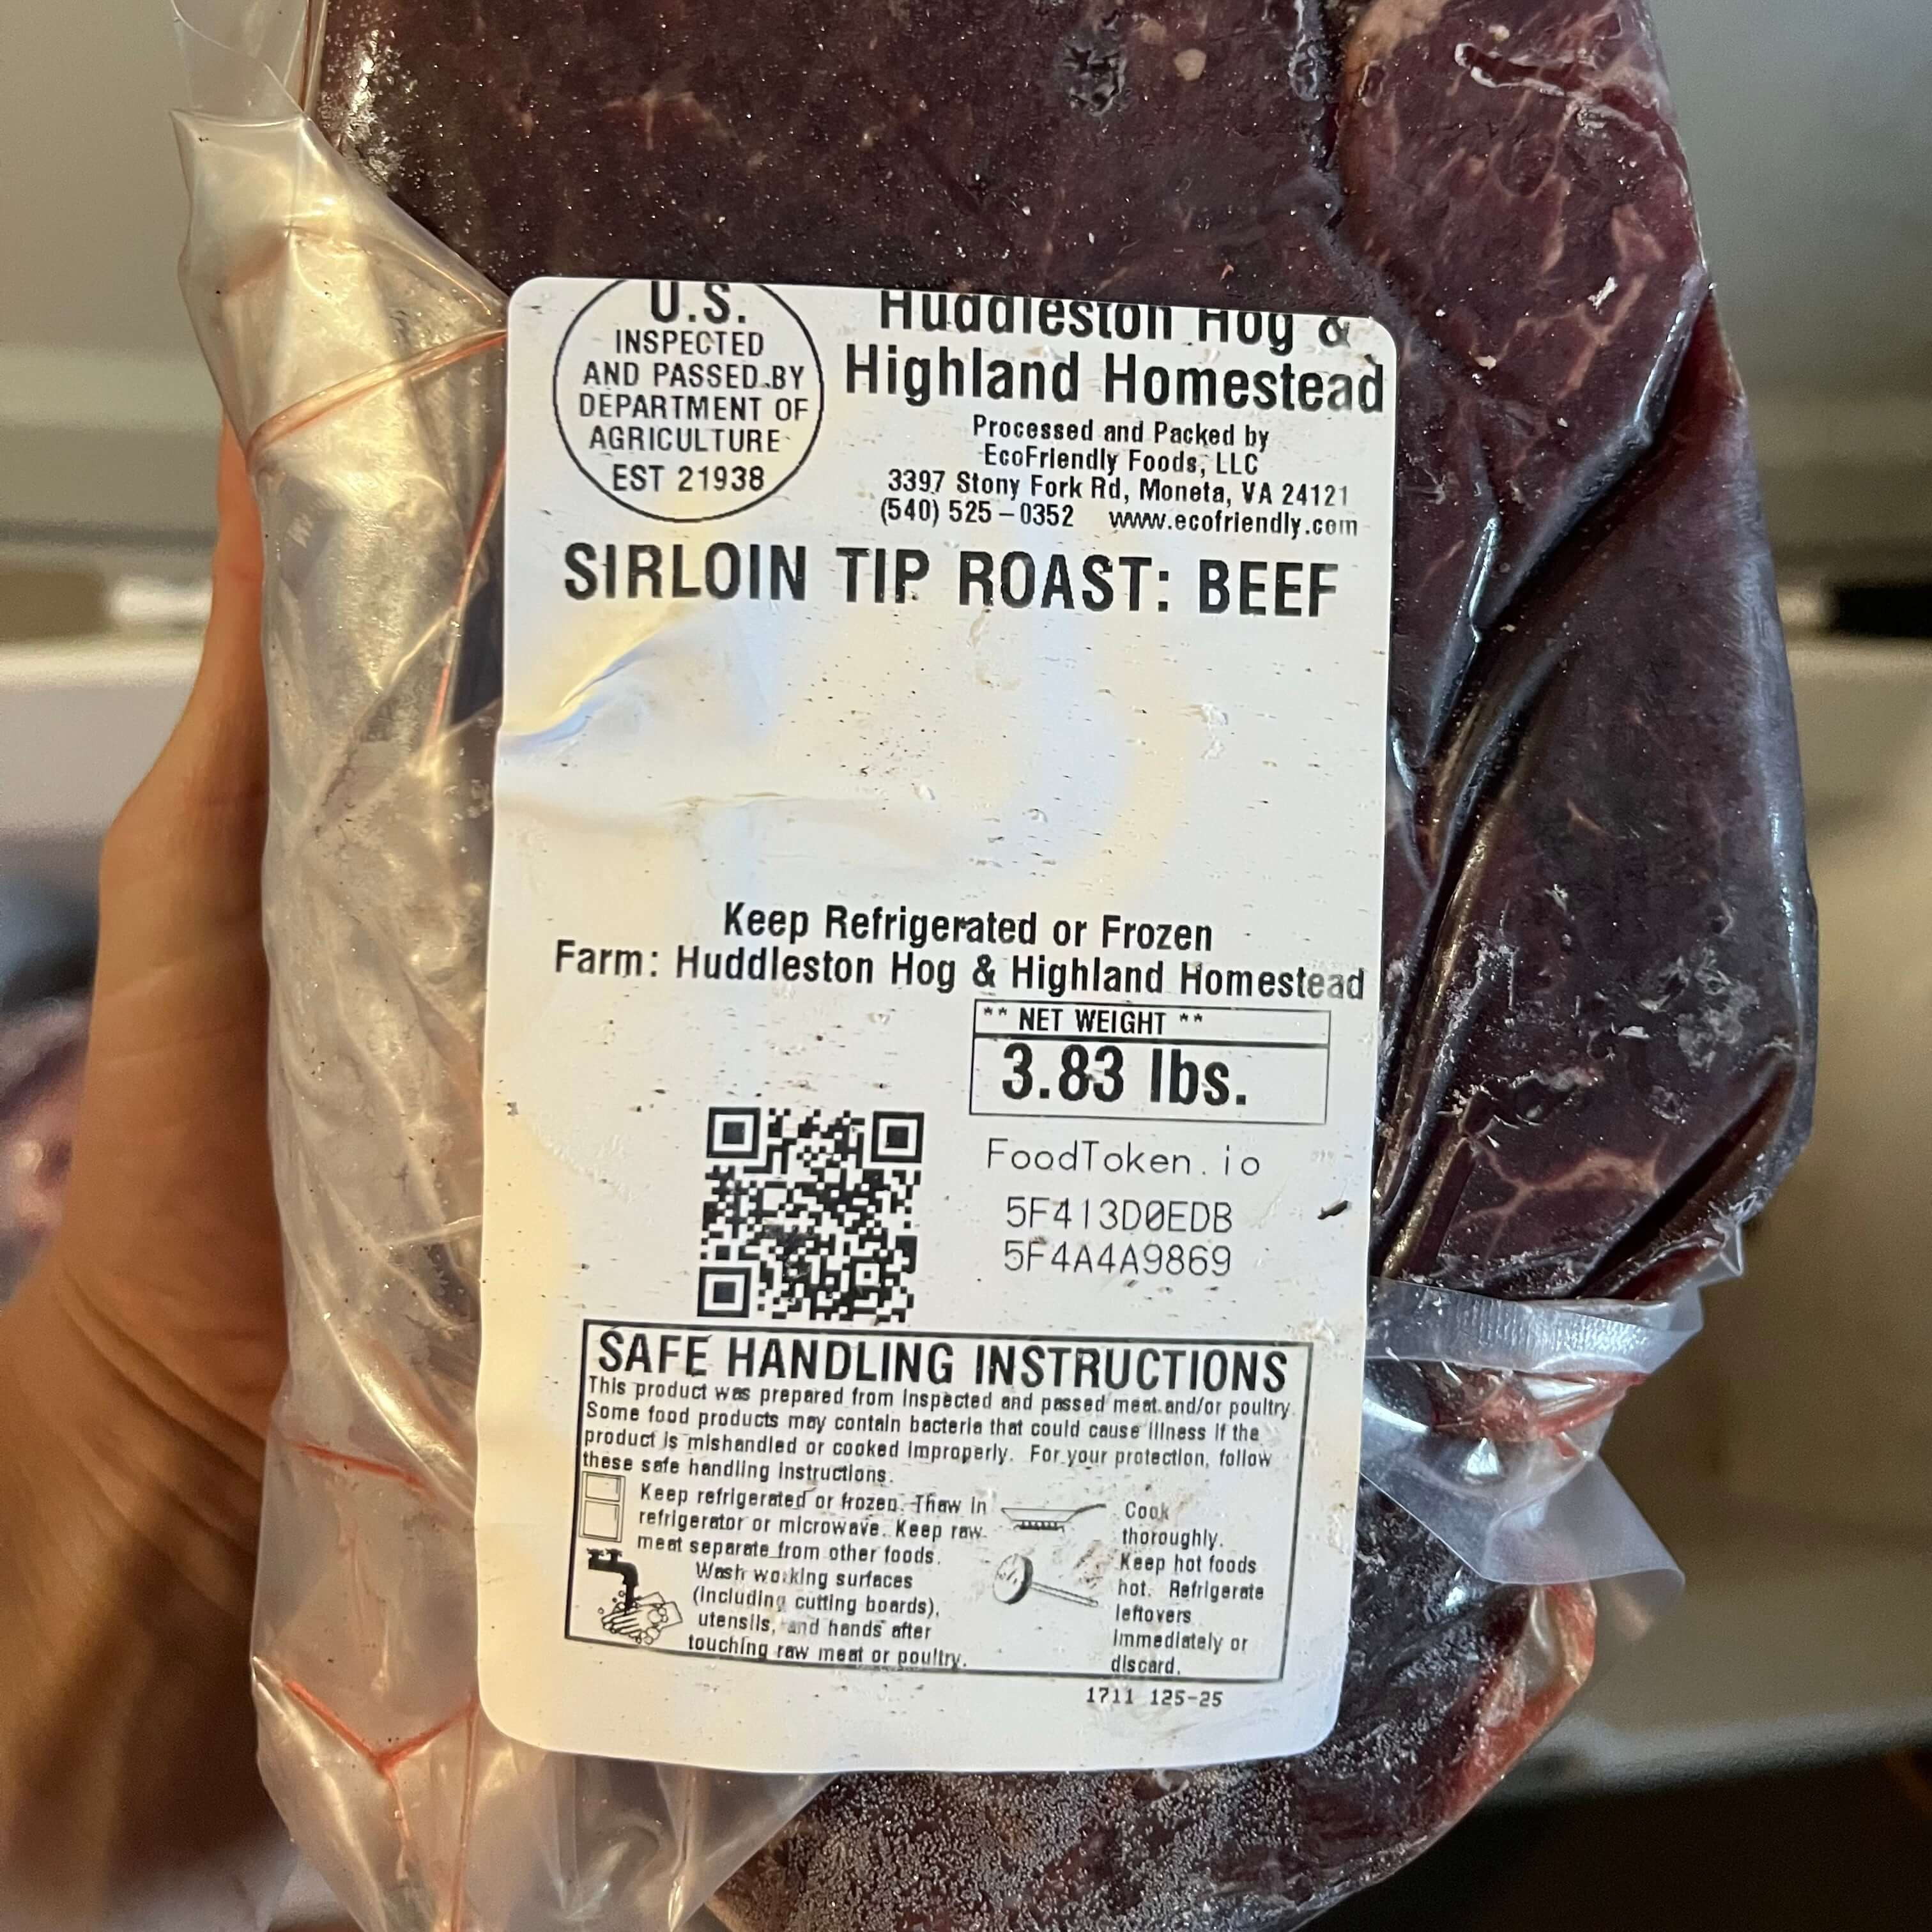 U.S.
INSPECTED
AND PASSED BY
DEPARTMENT OF
AGRICULTURE
EST 21938
Huddleston Hog &
Highland Homestead
Processed and Packed by
EcoFriendly Foods, LLC
3397 Stony Fork Rd, Moneta, VA 24121
(540) 525-0352 www.ecofriendly.com
SIRLOIN TIP ROAST: BEEF
Keep Refrigerated or Frozen
Farm: Huddleston Hog & Highland Homestead
** NET WEIGHT **
3.83 lbs.
FoodToken.io
5F413D0EDB
5F4A4A9869
SAFE HANDLING INSTRUCTIONS
This product was prepared from inspected and passed meat and/or poultry.
Some food products may contain bacteria that could cause illness if the
product is mishandled or cooked improperly. For your protection, follow
these safe handling instructions.
Keep refrigerated or frozen. Thaw in
refrigerator or microwave. Keep raw
meat separate from other foods.
Wash working surfaces
(including cutting boards),
utensils, and hands after
touching raw meat or poultry.
Cook
thoroughly.
Keep hot foods
hot. Refrigerate
leftovers
immediately or
discard.
1711 125-25